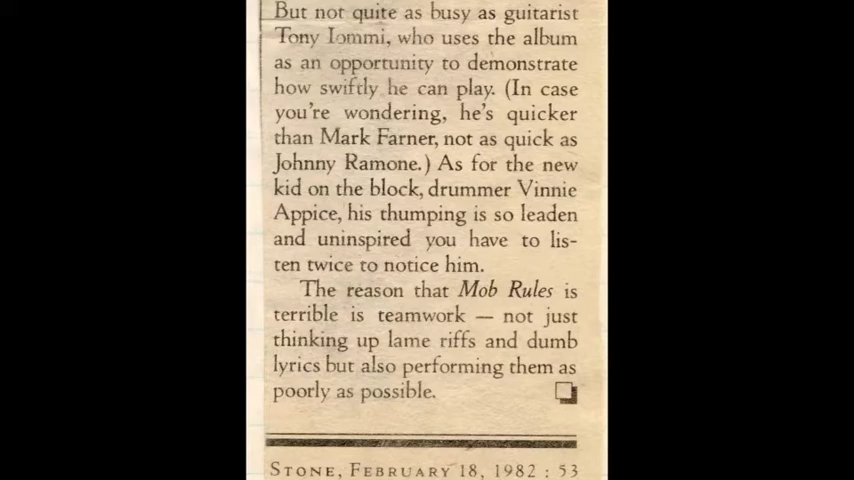 But not quite as busy as guitarist
Tony Iommi, who uses the album
as an opportunity to demonstrate
how swiftly he can play. (In case
you're wondering, he's quicker
than Mark Farner, not as quick as
Johnny Ramone.) As for the new
kid on the block, drummer Vinnie
Appice, his thumping is so leaden
and uninspired you have to lis-
ten twice to notice him.
The reason that Mob Rules is
terrible is teamwork — not just
thinking up lame riffs and dumb
lyrics but also performing them as
poorly as possible.
STONE, FEBRUARY 18, 1982 : 53